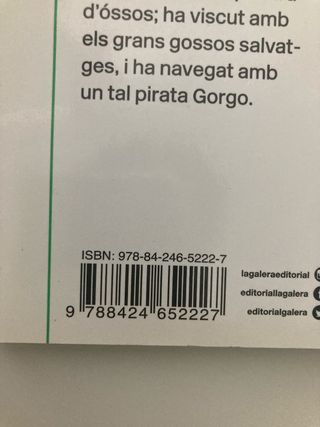 d'óssos; ha viscut amb
els grans gossos salvat-
ges, i ha navegat amb
un tal pirata Gorgo.
ISBN: 978-84-246-5222-7
9 788424 652227
lagaleraeditorial
editoriallagalera
editorialgalera